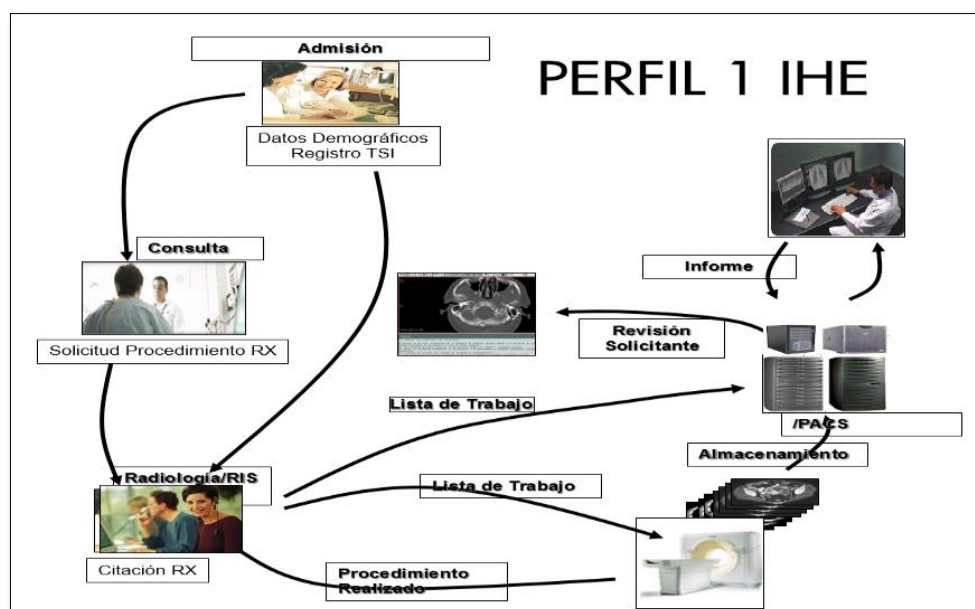 Admisión
PERFIL 1 IHE
Datos Demográficos
Registro TSI
Consulta
Informe
Solicitud Procedimiento RX
Revisión
Solicitante
Lista de Trabajo
/PACS
Almacenamiento
Radiología/RIS
Lista de Trabajo
Citación RX
Procedimiento
Realizado